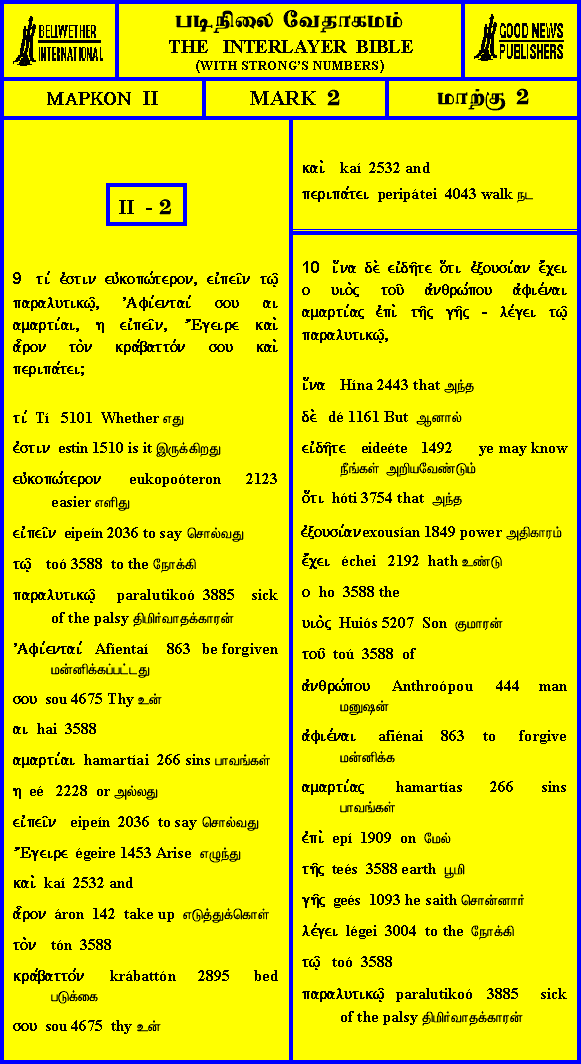 BELLWETHER
INTERNATIONAL
படிநிலை வேதாகமம்
THE INTERLAYER BIBLE
(WITH STRONG'S NUMBERS)
GOOD NEWS
PUBLISHERS
ΜΑΡΚΟΝ II
MARK 2
மாற்கு 2
II - 2
9 τί ἐστιν εὐκοπώτερον, εἰπεῖν τῷ
παραλυτικῷ, Ἀφίενταί σου αι
αμαρτίαι, η εἰπεῖν, Ἔγειρε καὶ
ἆρον τὸν κράβαττόν σου καὶ
περιπάτει;
τί Tí 5101 Whether எது
ἐστιν estin 1510 is it இருக்கிறது
εὐκοπώτερον eukopoóteron 2123
easier எளிது
εἰπεῖν eipeín 2036 to say சொல்வது
τῷ toó 3588 to the நோக்கி
παραλυτικῷ paralutikoó 3885 sick
of the palsy திமிர்வாதக்காரன்
Ἀφίενταί Afientaí 863 be forgiven
மன்னிக்கப்பட்டது
σου sou 4675 Thy உன்
αι hai 3588
αμαρτίαι hamartíai 266 sins பாவங்கள்
η eé 2228 or அல்லது
εἰπεῖν eipeín 2036 to say சொல்வது
Ἔγειρε égeire 1453 Arise எழுந்து
καὶ kaí 2532 and
ἆρον áron 142 take up எடுத்துக்கொள்
τὸν tón 3588
κράβαττόν krábattón 2895 bed
படுக்கை
σου sou 4675 thy உன்
καὶ kaí 2532 and
περιπάτει peripátei 4043 walk நட
10 ἵνα δὲ εἰδῆτε ὅτι ἐξουσίαν ἔχει
ο υιὸς τοῦ ἀνθρώπου ἀφιέναι
αμαρτίας ἐπὶ τῆς γῆς - λέγει τῷ
παραλυτικῷ,
ἵνα Hína 2443 that அந்த
δὲ dé 1161 But ஆனால்
εἰδῆτε eideéte 1492 ye may know
நீங்கள் அறியவேண்டும்
ὅτι hóti 3754 that அந்த
ἐξουσίαν exousían 1849 power அதிகாரம்
ἔχει échei 2192 hath உண்டு
ο ho 3588 the
υιὸς Huiós 5207 Son குமாரன்
τοῦ toú 3588 of
ἀνθρώπου Anthroópou 444 man
மனுஷன்
ἀφιέναι afiénai 863 to forgive
மன்னிக்க
αμαρτίας hamartías 266 sins
பாவங்கள்
ἐπὶ epí 1909 on மேல்
τῆς teés 3588 earth பூமி
γῆς geés 1093 he saith சொன்னார்
λέγει légei 3004 to the நோக்கி
τῷ toó 3588
παραλυτικῷ paralutikoó 3885 sick
of the palsy திமிர்வாதக்காரன்